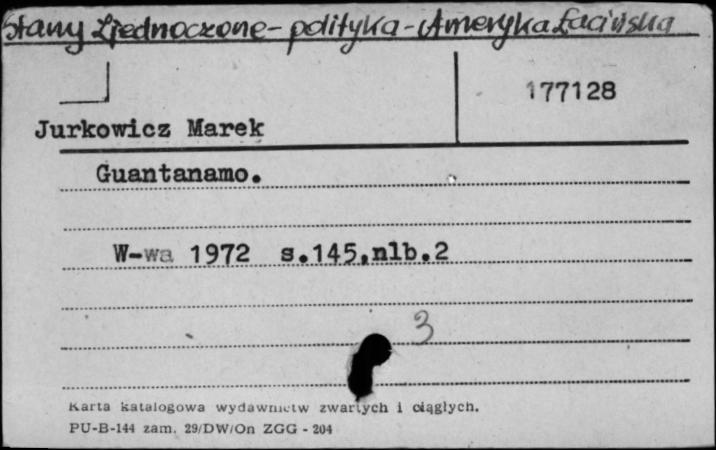 Stany Zjednoczone - polityka - Ameryka Łacińska
177128
Jurkowicz Marek
Guantanamo.
W-wa 1972 s.145,nlb.2
3
Karta katalogowa wydawnictw zwartych i ciągłych.
PU-B-144 zam. 29/DW/On ZGG - 204